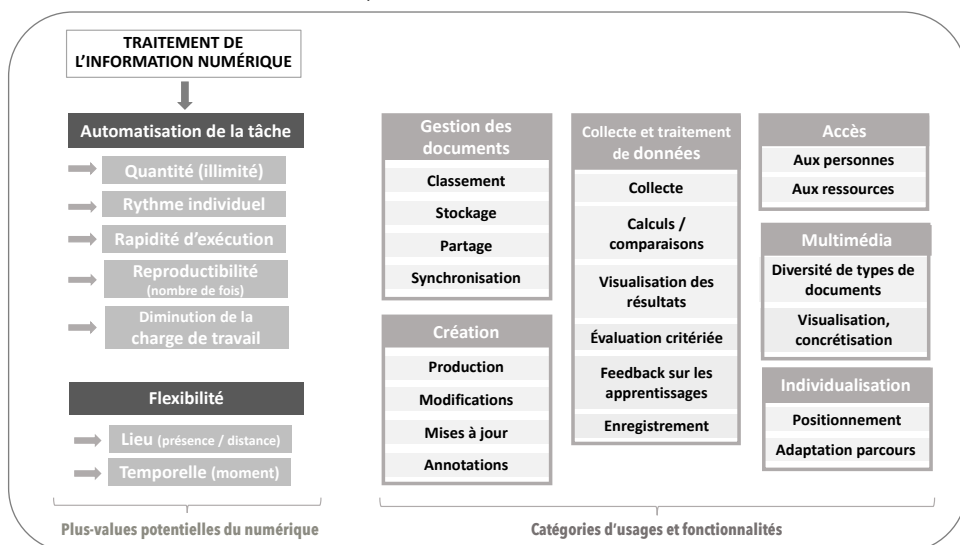 TRAITEMENT DE
L'INFORMATION NUMÉRIQUE
Automatisation de la tâche
Quantité (illimité)
Rythme individuel
Rapidité d'exécution
Reproductibilité
(nombre de fois)
Diminution de la
charge de travail
Flexibilité
Lieu (présence / distance)
Temporelle (moment)
Plus-values potentielles du numérique
Gestion des
documents
Classement
Stockage
Partage
Synchronisation
Création
Production
Modifications
Mises à jour
Annotations
Collecte et traitement
de données
Collecte
Calculs /
comparaisons
Visualisation des
résultats
Évaluation critériée
Feedback sur les
apprentissages
Enregistrement
Accès
Aux personnes
Aux ressources
Multimédia
Diversité de types de
documents
Visualisation,
concrétisation
Individualisation
Positionnement
Adaptation parcours
Catégories d'usages et fonctionnalités